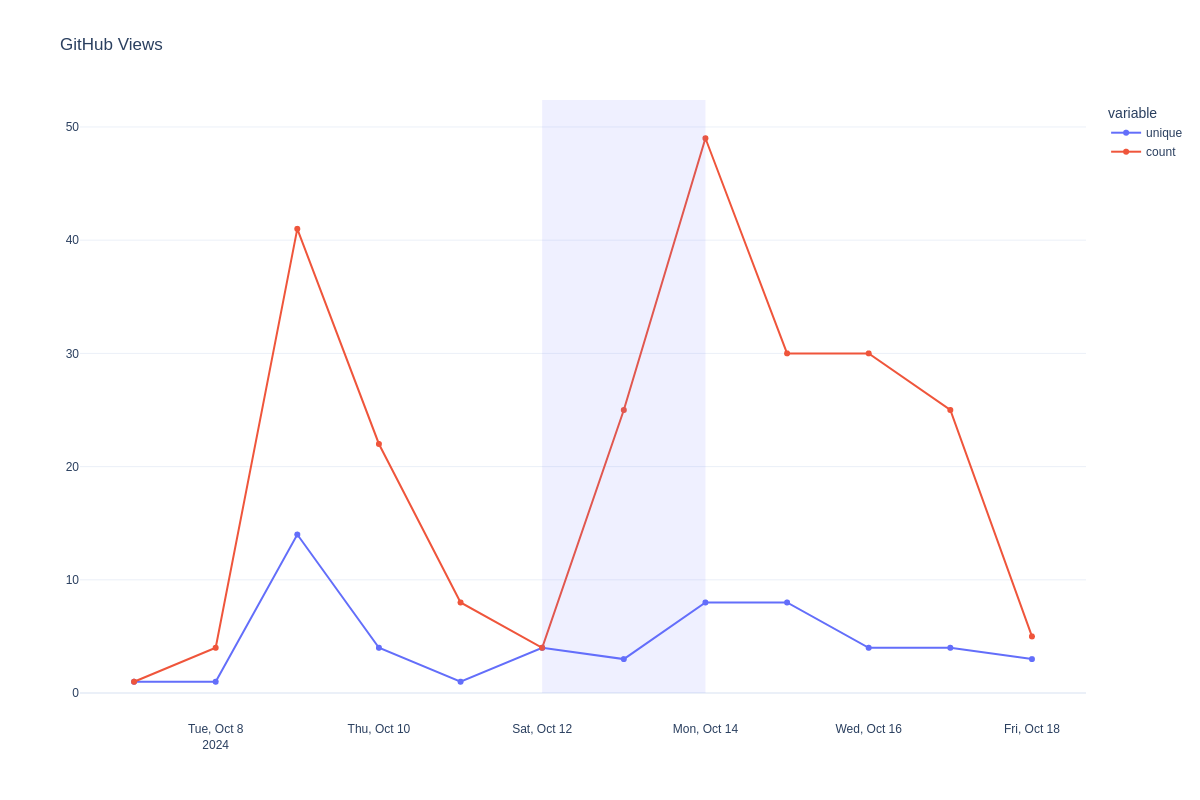 GitHub Views
variable
unique
count
50
40
30
20
10
0
Tue, Oct 8
2024
Thu, Oct 10
Sat, Oct 12
Mon, Oct 14
Wed, Oct 16
Fri, Oct 18